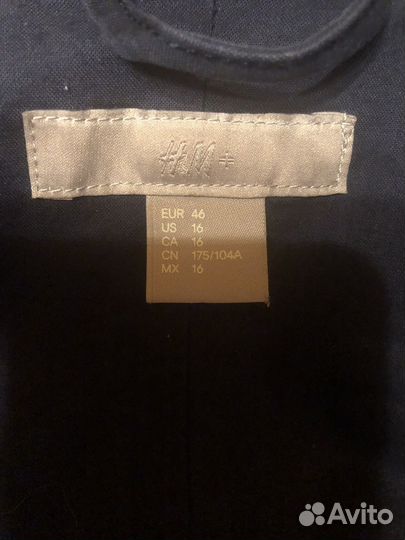 H&M+
EUR 46
US 16
CA 16
CN 175/104A
MX 16
Avito